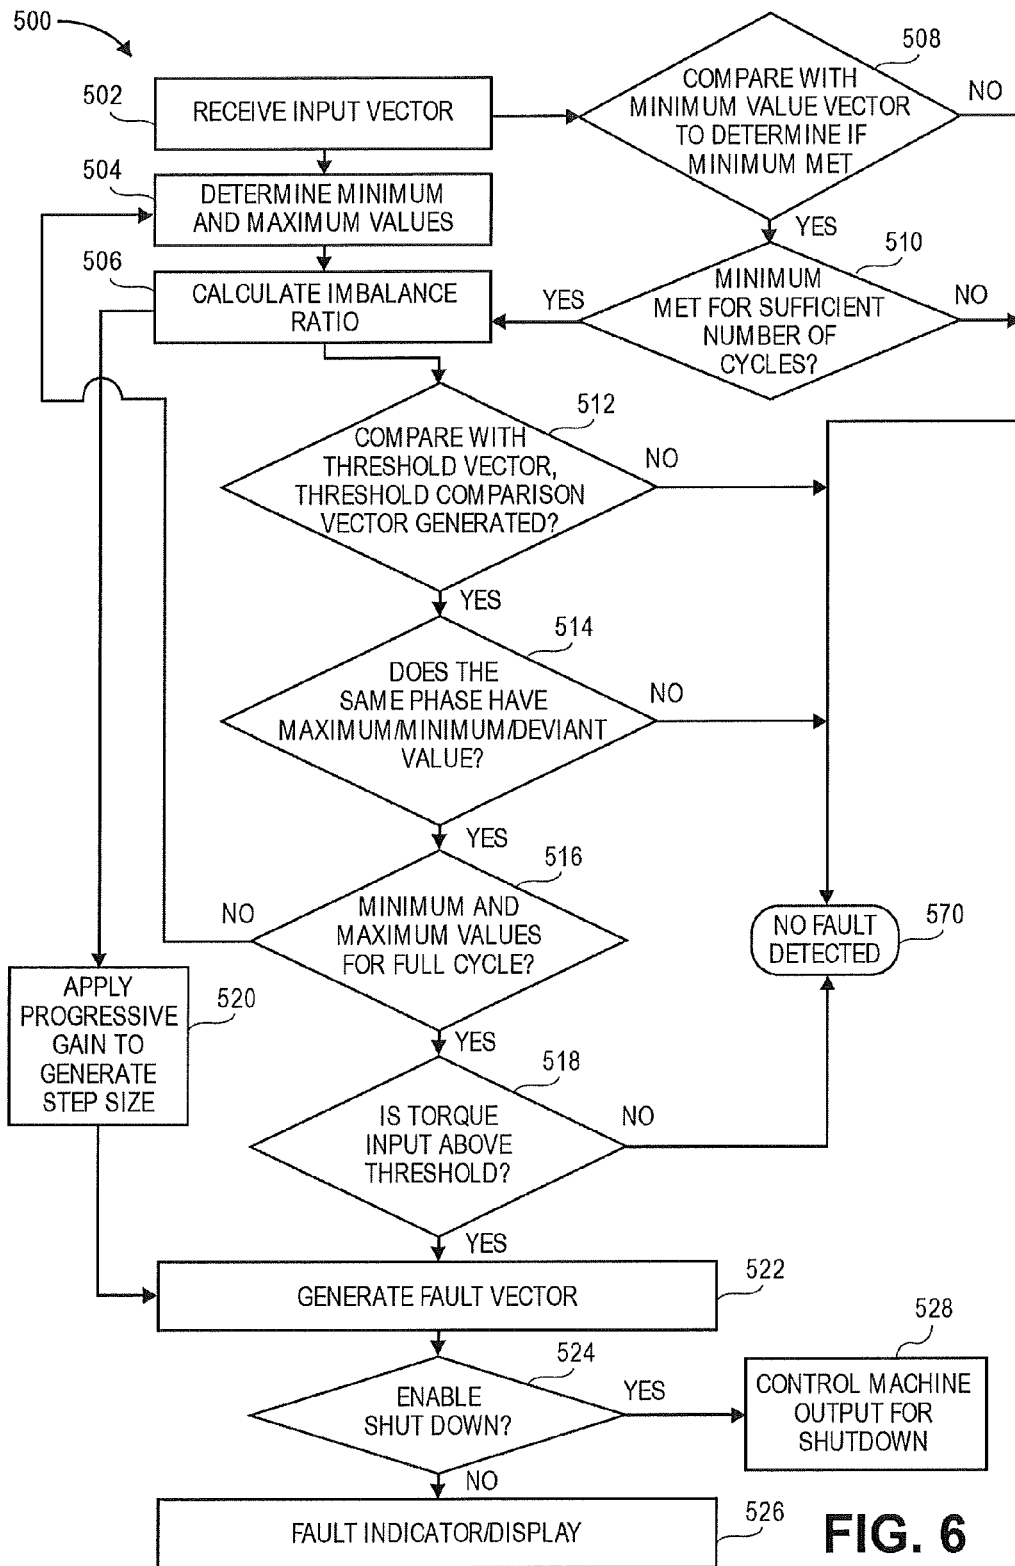 500
502
RECEIVE INPUT VECTOR
508
COMPARE WITH
MINIMUM VALUE VECTOR
TO DETERMINE IF
MINIMUM MET
NO
YES
504
DETERMINE MINIMUM
AND MAXIMUM VALUES
506
CALCULATE IMBALANCE
RATIO
YES
510
MINIMUM
MET FOR SUFFICIENT
NUMBER OF
CYCLES?
NO
512
COMPARE WITH
THRESHOLD VECTOR,
THRESHOLD COMPARISON
VECTOR GENERATED?
NO
YES
514
DOES THE
SAME PHASE HAVE
MAXIMUM/MINIMUM/DEVIANT
VALUE?
NO
YES
516
MINIMUM AND
MAXIMUM VALUES
FOR FULL CYCLE?
NO
YES
NO FAULT
DETECTED
570
APPLY
PROGRESSIVE
GAIN TO
GENERATE
STEP SIZE
520
518
IS TORQUE
INPUT ABOVE
THRESHOLD?
NO
YES
GENERATE FAULT VECTOR
522
524
ENABLE
SHUT DOWN?
YES
NO
528
CONTROL MACHINE
OUTPUT FOR
SHUTDOWN
FAULT INDICATOR/DISPLAY
526
FIG. 6